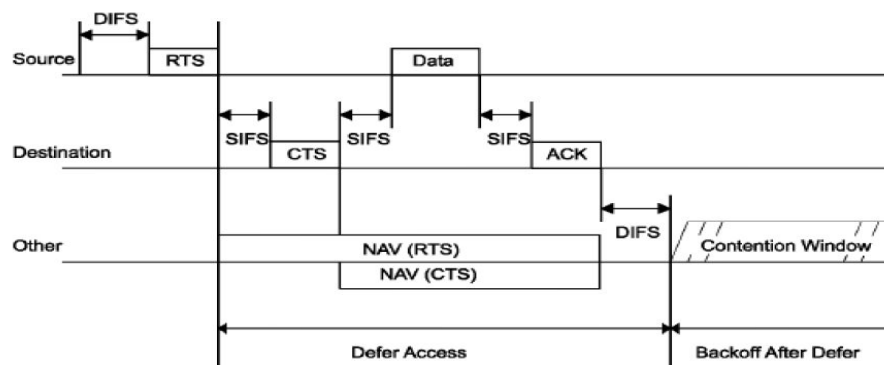 DIFS
Source RTS Data
SIFS SIFS SIFS
Destination CTS ACK
DIFS
Other NAV (RTS) Contention Window
NAV (CTS)
Defer Access Backoff After Defer